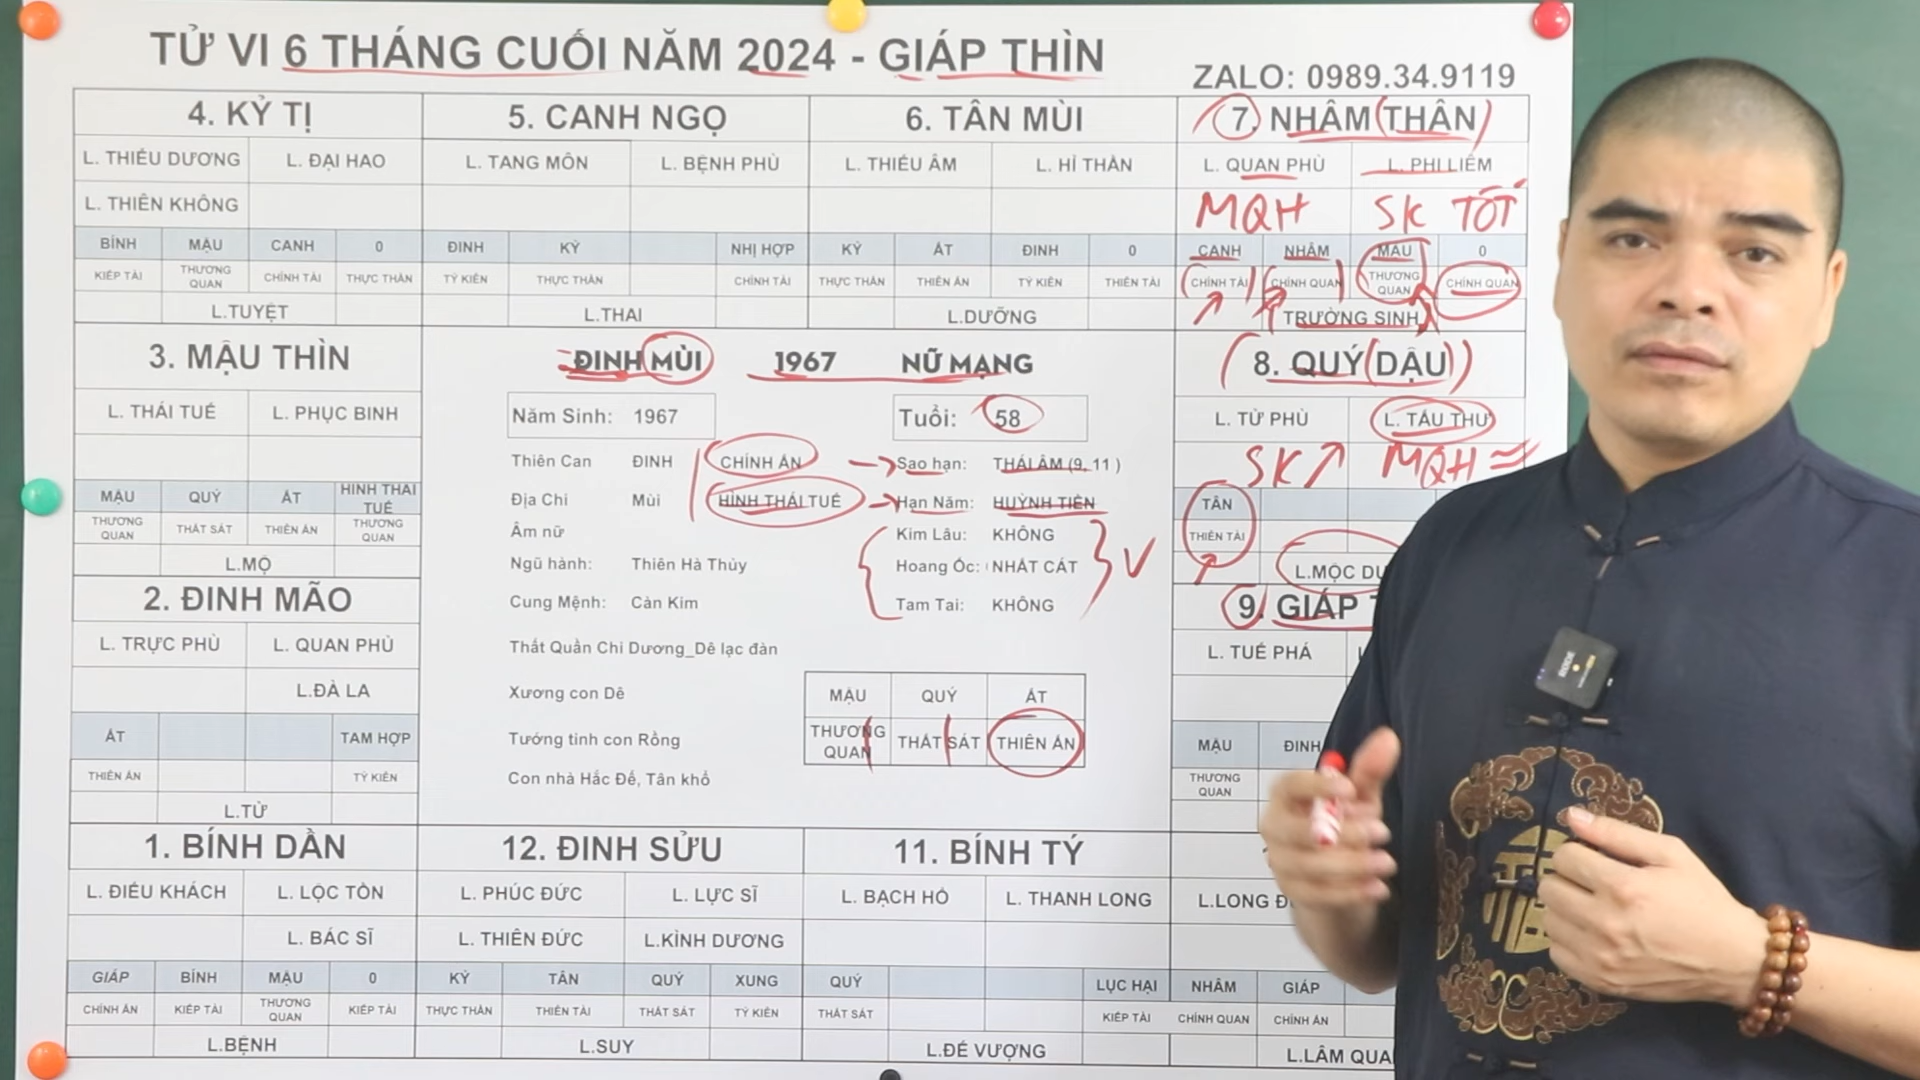 TỬ VI 6 THÁNG CUỐI NĂM 2024 - GIÁP THÌN
ZALO: 0989.34.9119
4. KỶ TỊ
L. THIẾU DƯƠNG L. ĐẠI HAO
L. THIÊN KHÔNG
BÍNH MẬU CANH 0
KIẾP TÀI THƯƠNG QUAN CHÍNH TÀI THỰC THẦN
L.TUYỆT
5. CANH NGỌ
L. TANG MÔN L. BỆNH PHÙ
ĐINH KỶ NHỊ HỢP
TỶ KIÊN THỰC THẦN CHÍNH TÀI
L.THAI
6. TÂN MÙI
L. THIẾU ÂM L. HỈ THẦN
KỶ ẤT ĐINH 0
THỰC THẦN THIÊN ẤN TỶ KIÊN THIÊN TÀI
L.DƯỠNG
7. NHÂM THÂN
L. QUAN PHÙ L. PHI LIÊM
MQH SK TỐT
CANH NHÂM MẬU 0
CHÍNH TÀI CHÍNH QUAN THƯƠNG QUAN CHÍNH QUAN
TRƯỜNG SINH
3. MẬU THÌN
L. THÁI TUẾ L. PHỤC BINH
MẬU QUÝ ẤT HÌNH THÁI TUẾ
THƯƠNG QUAN THẤT SÁT THIÊN ẤN THƯƠNG QUAN
L.MỘ
ĐINH MÙI 1967 NỮ MẠNG
Năm Sinh: 1967
Tuổi: 58
Thiên Can ĐINH CHÍNH ẤN Sao hạn: THÁI ÂM (9, 11 )
Địa Chi Mùi HÌNH THÁI TUẾ Hạn Năm: HUỲNH TIỀN
Âm nữ Kim Lâu: KHÔNG
Ngũ hành: Thiên Hà Thủy Hoang Ốc: NHẤT CÁT
Cung Mệnh: Càn Kim Tam Tai: KHÔNG
V
Thất Quần Chi Dương_Dê lạc đàn
Xương con Dê
Tướng tinh con Rồng
Con nhà Hắc Đế, Tân khổ
MẬU QUÝ ẤT
THƯƠNG QUAN THẤT SÁT THIÊN ẤN
8. QUÝ DẬU
L. TỬ PHÙ L. TẤU THƯ
SK MQH
TÂN
THIÊN TÀI
L.MỘC
2. ĐINH MÃO
L. TRỰC PHÙ L. QUAN PHỦ
L.ĐÀ LA
ẤT TAM HỢP
THIÊN ẤN TỶ KIÊN
L.TỬ
9. GIÁP
L. TUẾ PHÁ
MẬU ĐINH
THƯƠNG QUAN
1. BÍNH DẦN
L. ĐIẾU KHÁCH L. LỘC TỒN
L. BÁC SĨ
GIÁP BÍNH MẬU 0
CHÍNH ẤN KIẾP TÀI THƯƠNG QUAN KIẾP TÀI
L.BỆNH
12. ĐINH SỬU
L. PHÚC ĐỨC L. LỰC SĨ
L. THIÊN ĐỨC L.KÌNH DƯƠNG
KỶ TÂN QUÝ XUNG
THỰC THẦN THIÊN TÀI THẤT SÁT TỶ KIÊN
L.SUY
11. BÍNH TÝ
L. BẠCH HỔ L. THANH LONG
QUÝ LỤC HẠI
THẤT SÁT KIẾP TÀI
L.ĐẾ VƯỢNG
L.LONG
NHÂM GIÁP
CHÍNH QUAN CHÍNH ẤN
L.LÂM